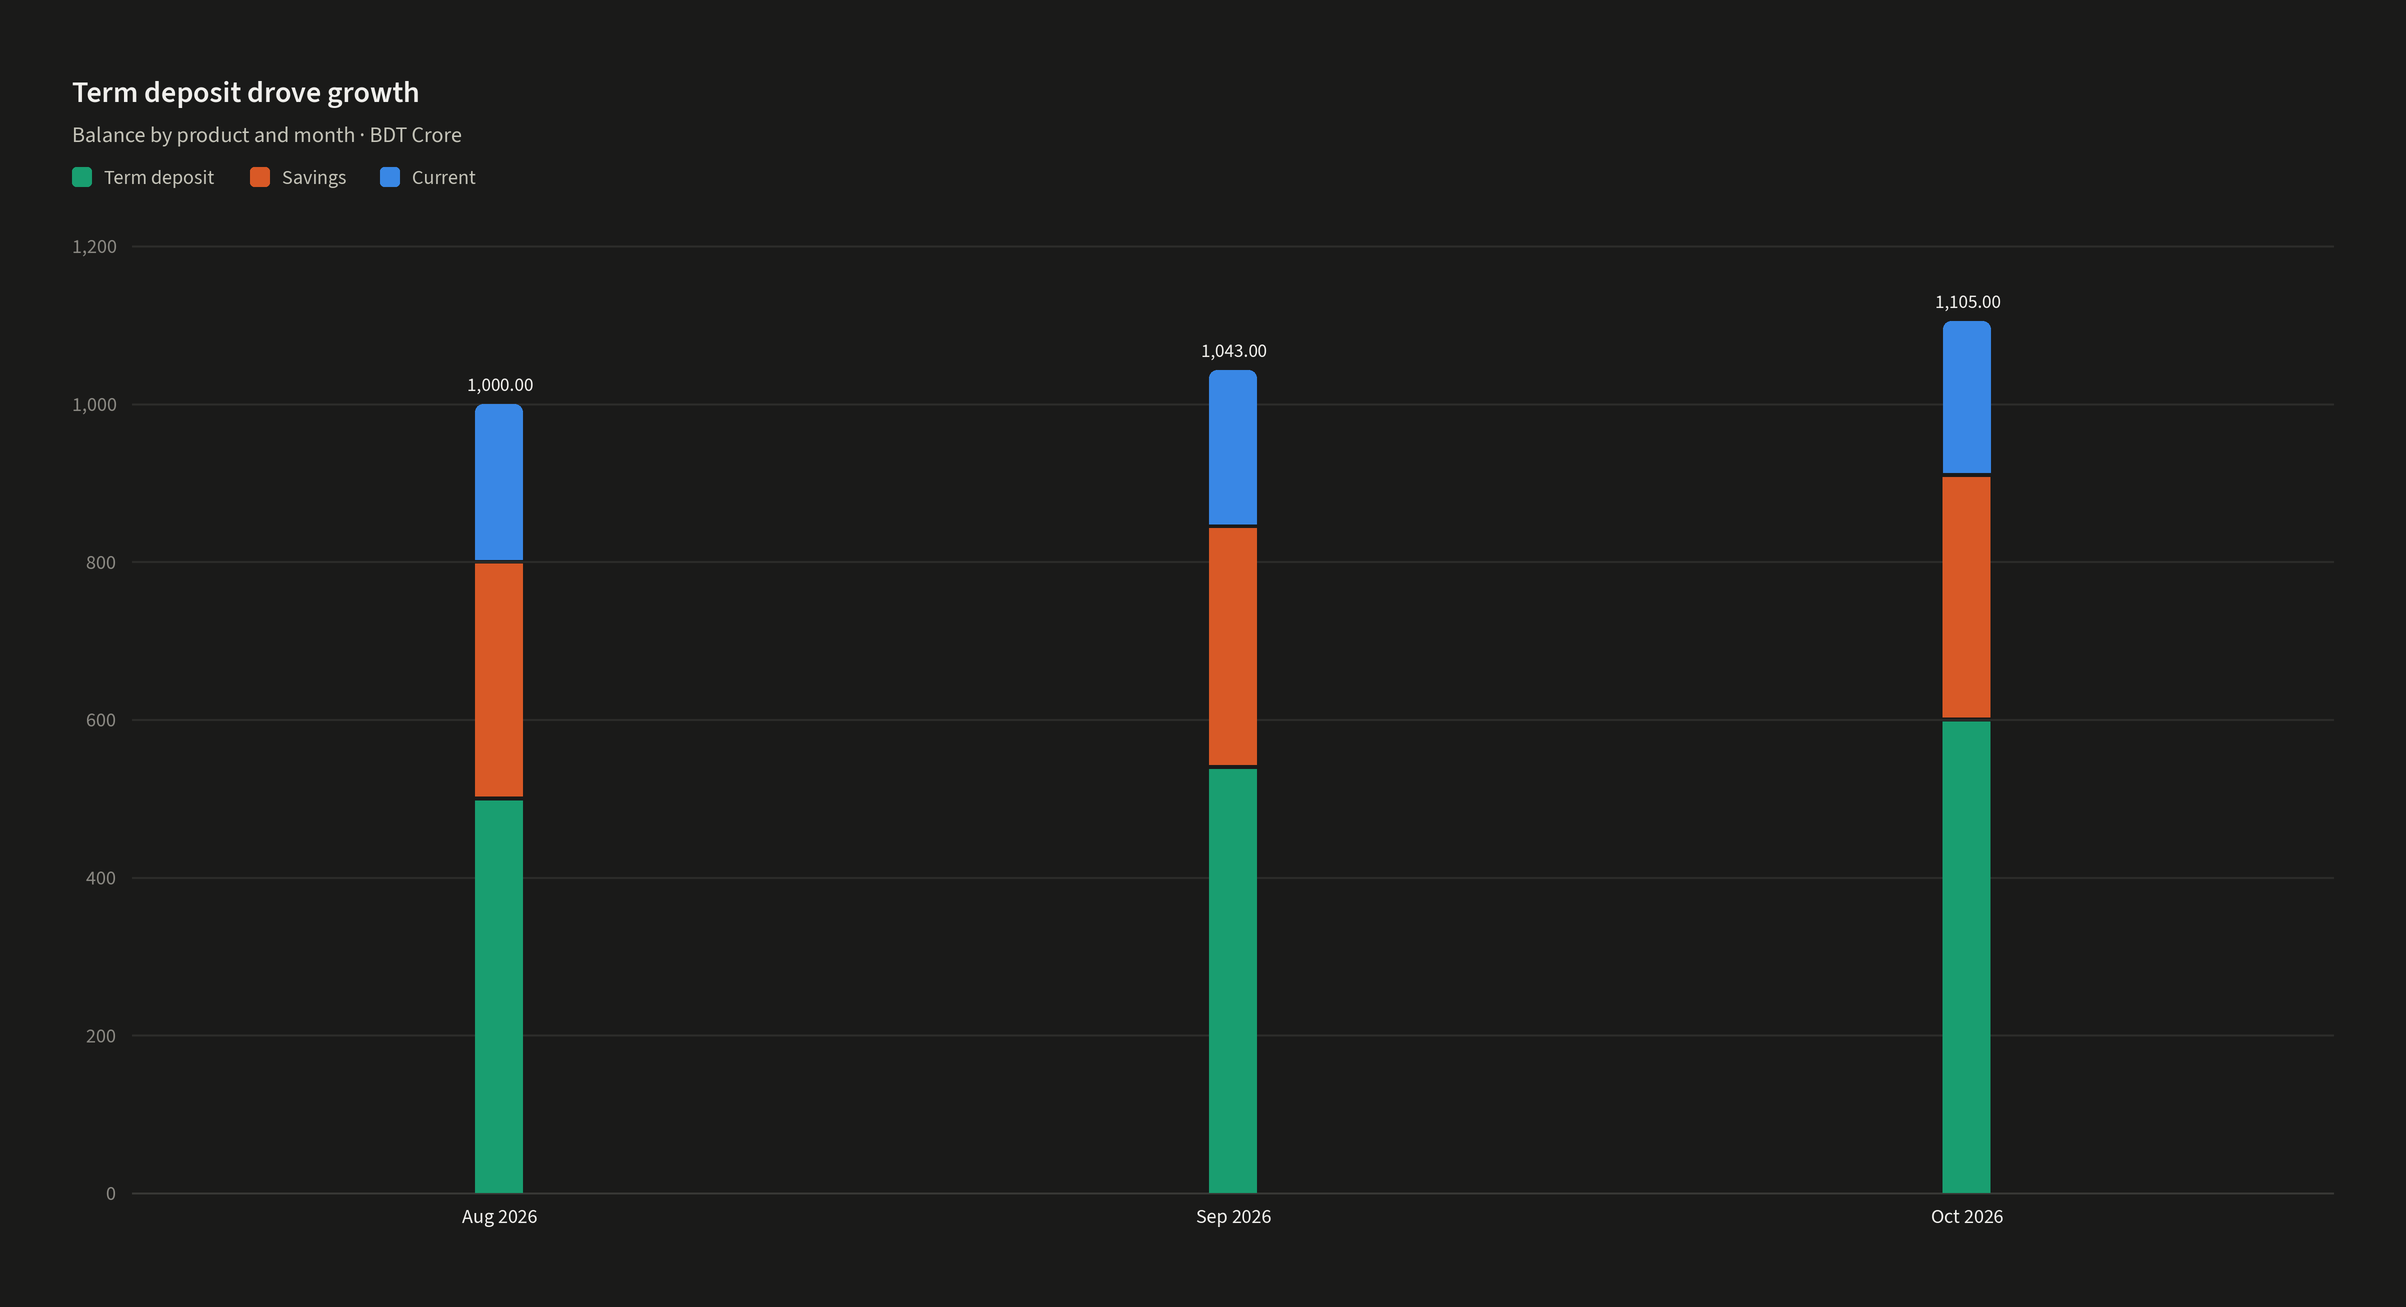 Term deposit drove growth
Balance by product and month · BDT Crore
Term deposit Savings Current
1,200
1,105.00
1,043.00
1,000.00
1,000
800
600
400
200
0
Aug 2026 Sep 2026 Oct 2026